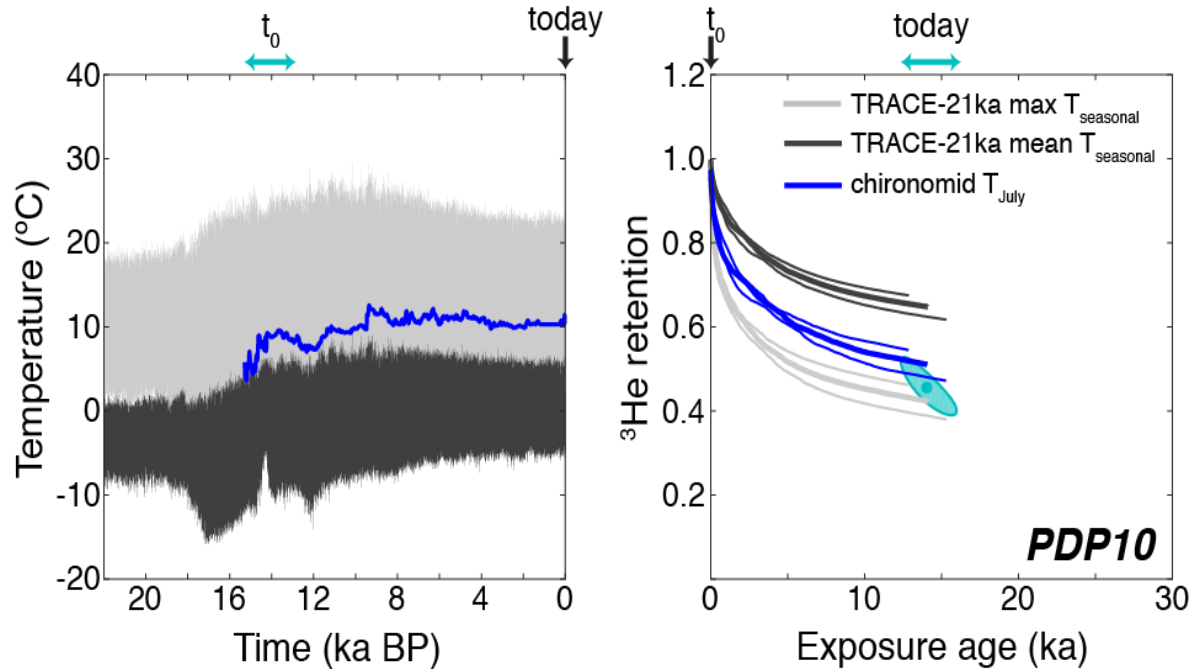 t0
today
40
30
20
10
0
-10
-20
Temperature (°C)
20
16
12
8
4
0
Time (ka BP)
t0
today
1.2
1.0
0.8
0.6
0.4
0.2
3He retention
TRACE-21ka max Tseasonal
TRACE-21ka mean Tseasonal
chironomid TJuly
PDP10
0
10
20
30
Exposure age (ka)